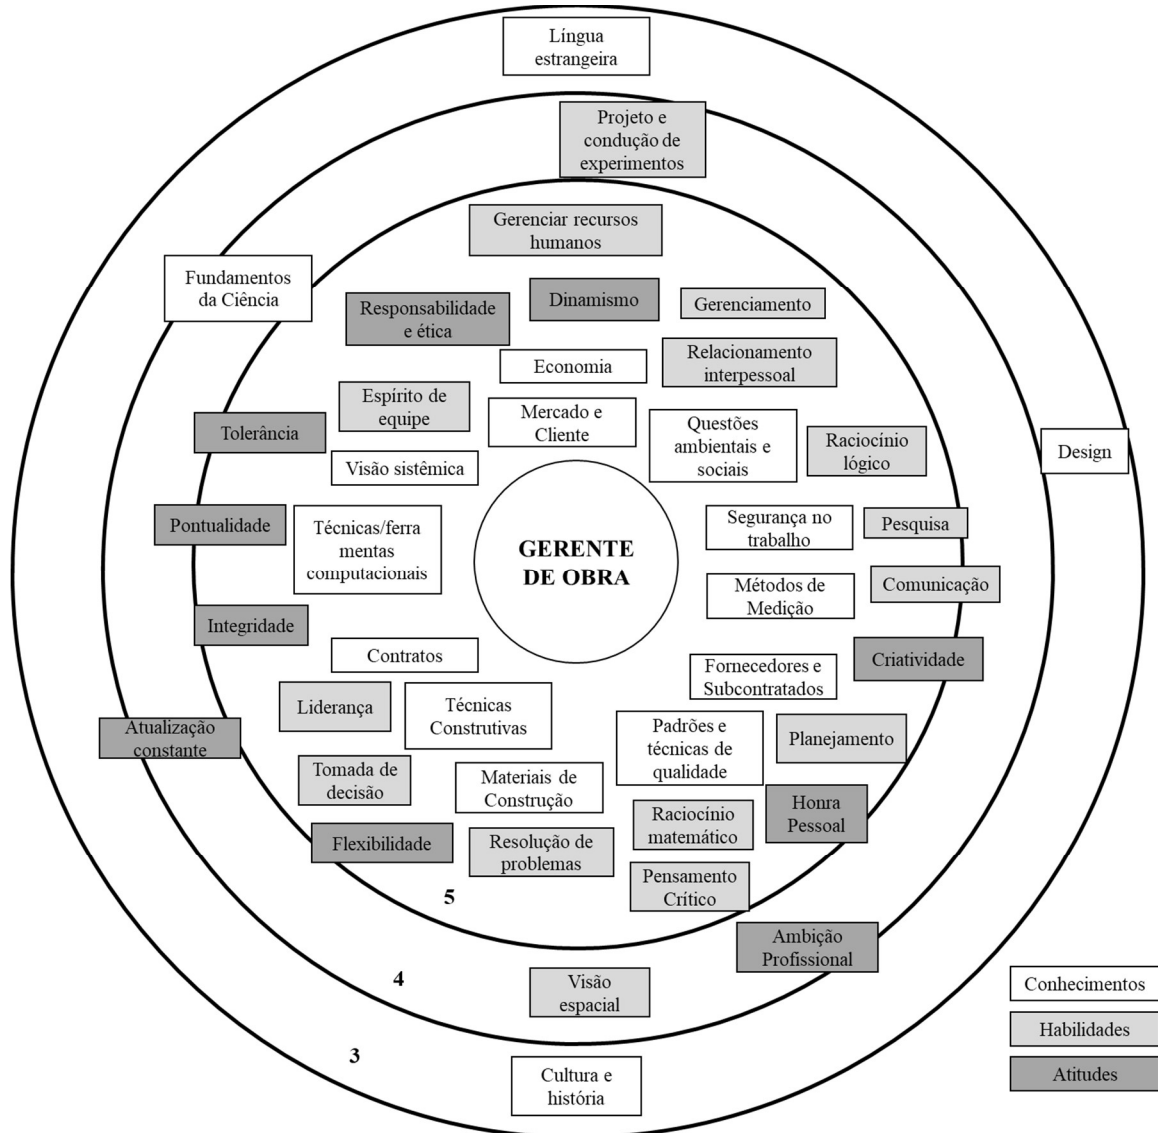 Língua
estrangeira
Projeto e
condução de
experimentos
Gerenciar recursos
humanos
Fundamentos
da Ciência
Responsabilidade
e ética
Dinamismo
Gerenciamento
Economia
Relacionamento
interpessoal
Espírito de
equipe
Mercado e
Cliente
Questões
ambientais e
sociais
Raciocínio
lógico
Tolerância
Visão sistêmica
Design
Pontualidade
Técnicas/ferra
mentas
computacionais
GERENTE
DE OBRA
Segurança no
trabalho
Pesquisa
Métodos de
Medição
Comunicação
Integridade
Contratos
Fornecedores e
Subcontratados
Criatividade
Liderança
Técnicas
Construtivas
Padrões e
técnicas de
qualidade
Planejamento
Atualização
constante
Tomada de
decisão
Materiais de
Construção
Raciocínio
matemático
Honra
Pessoal
Flexibilidade
Resolução de
problemas
Pensamento
Crítico
5
Ambição
Profissional
4
Visão
espacial
3
Cultura e
história
Conhecimentos
Habilidades
Atitudes